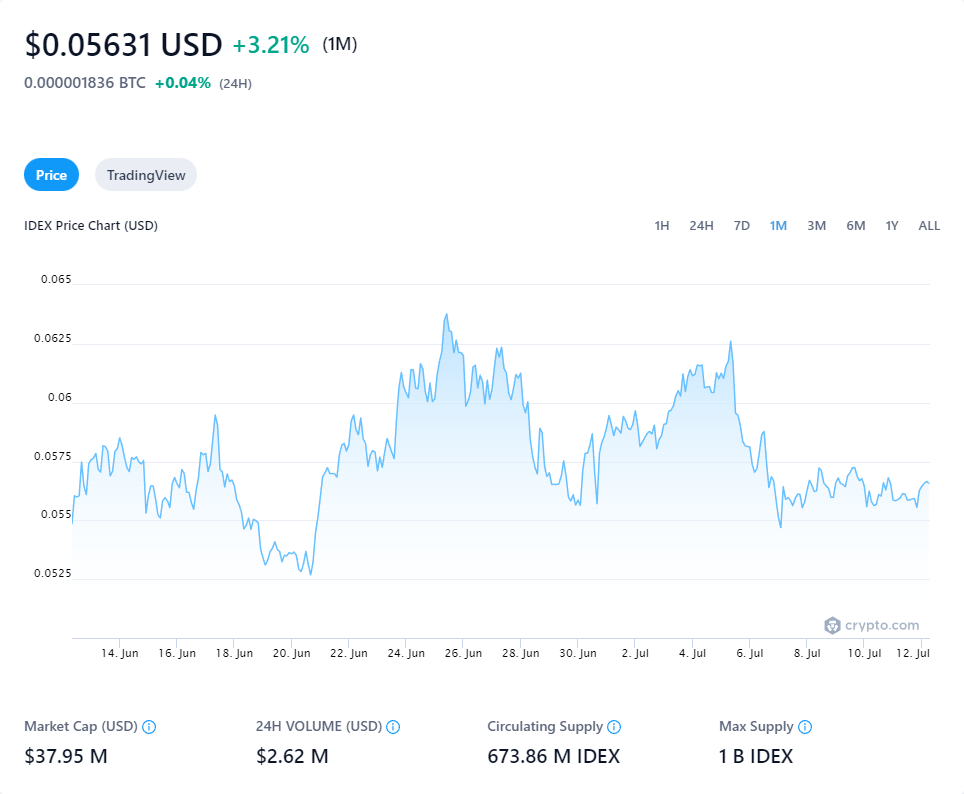 $0.05631 USD +3.21% (1M)
0.000001836 BTC +0.04% (24H)
Price TradingView
IDEX Price Chart (USD) 1H 24H 7D 1M 3M 6M 1Y ALL
0.065
0.0625
0.06
0.0575
0.055
0.0525
crypto.com
14. Jun 16. Jun 18. Jun 20. Jun 22. Jun 24. Jun 26. Jun 28. Jun 30. Jun 2. Jul 4. Jul 6. Jul 8. Jul 10. Jul 12. Jul
Market Cap (USD) 24H VOLUME (USD) Circulating Supply Max Supply
$37.95 M $2.62 M 673.86 M IDEX 1 B IDEX